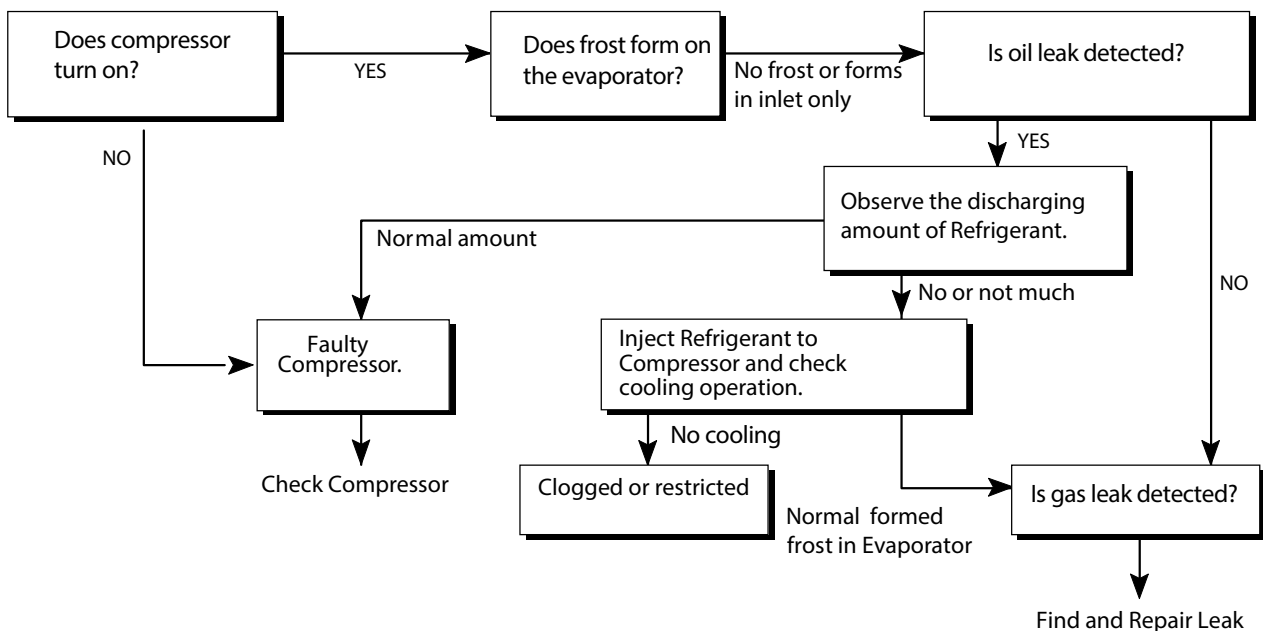 Does compressor
turn on?
YES
Does frost form on
the evaporator?
No frost or forms
in inlet only
Is oil leak detected?
NO
YES
Observe the discharging
amount of Refrigerant.
Normal amount
No or not much
NO
Faulty
Compressor.
Inject Refrigerant to
Compressor and check
cooling operation.
No cooling
Check Compressor
Clogged or restricted
Normal formed
frost in Evaporator
Is gas leak detected?
Find and Repair Leak